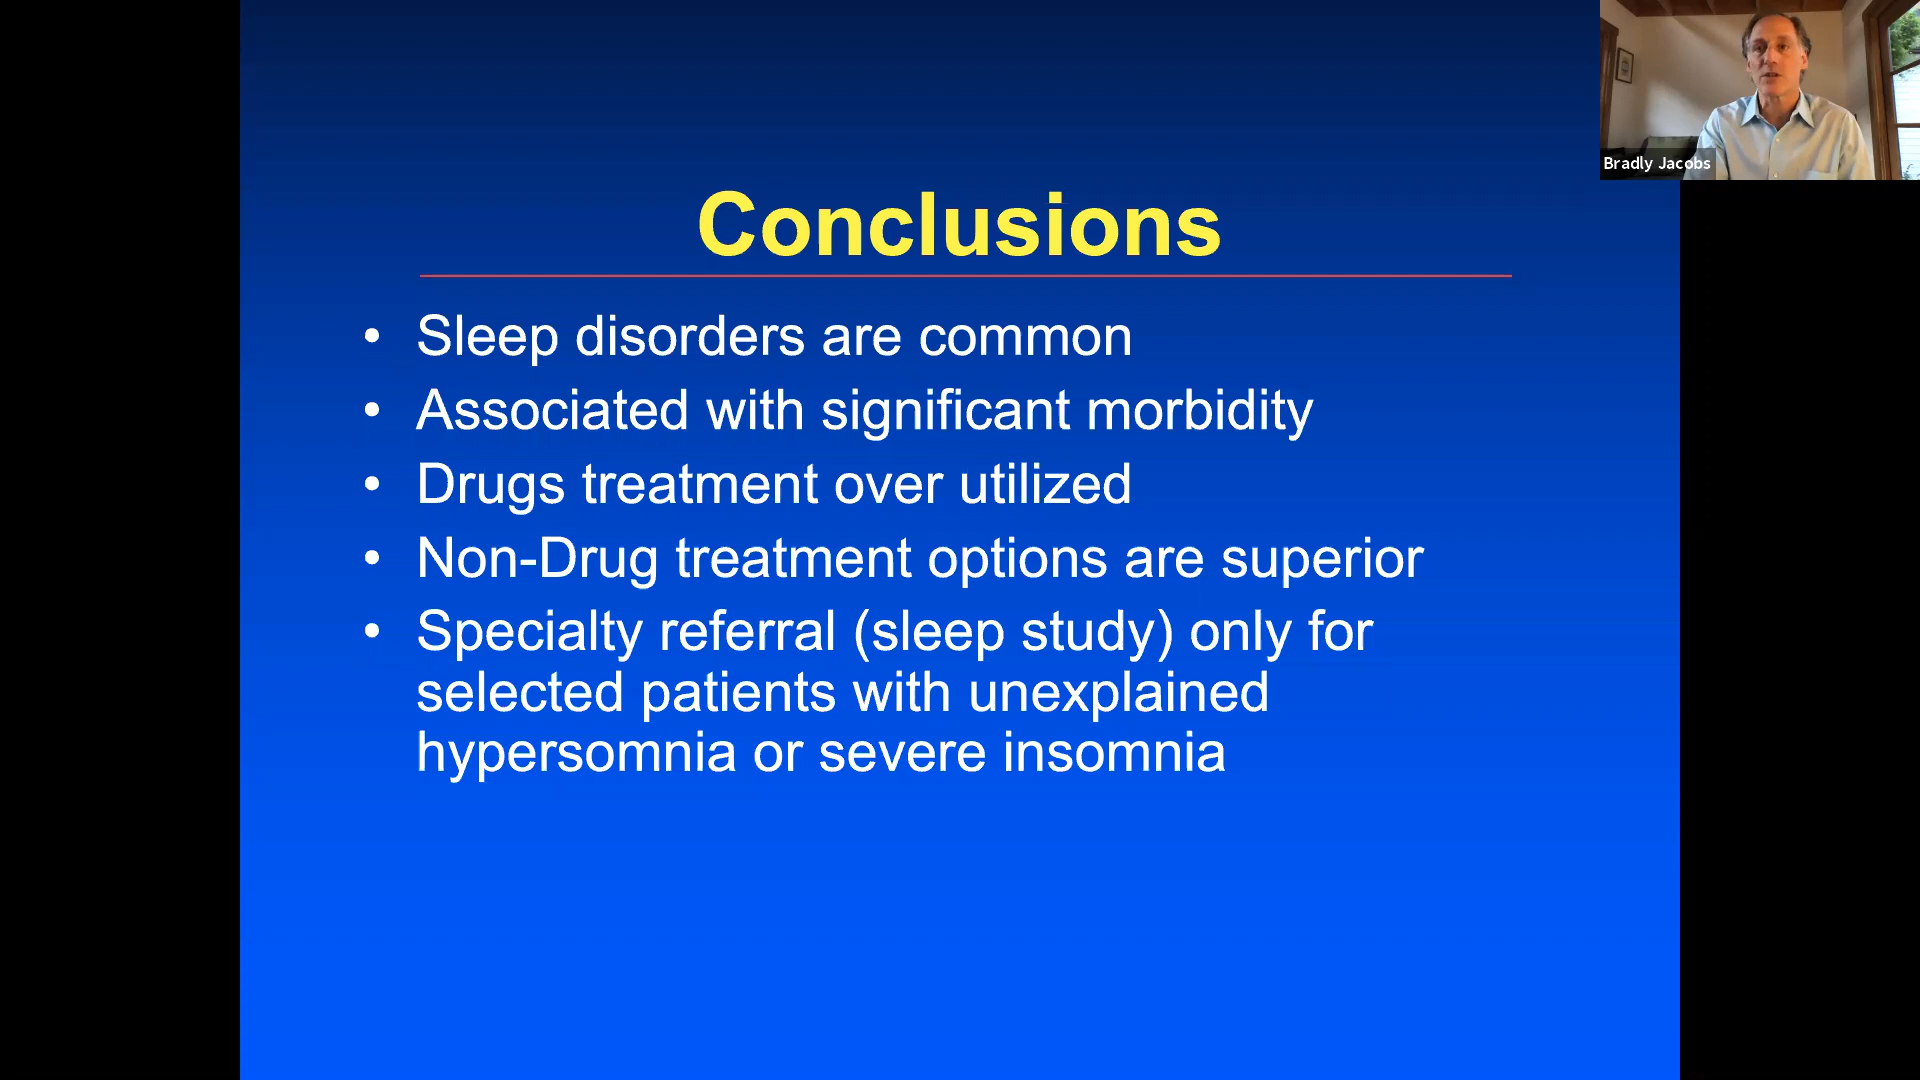 Bradly Jacobs
Conclusions
• Sleep disorders are common
• Associated with significant morbidity
• Drugs treatment over utilized
• Non-Drug treatment options are superior
• Specialty referral (sleep study) only for
selected patients with unexplained
hypersomnia or severe insomnia